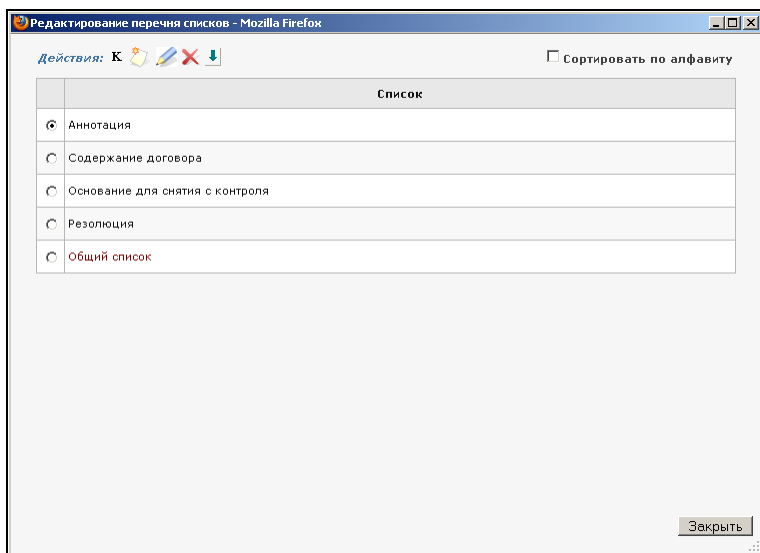 Редактирование перечня списков - Mozilla Firefox
Действия: К Сортировать по алфавиту
Список
Аннотация
Содержание договора
Основание для снятия с контроля
Резолюция
Общий список
Закрыть